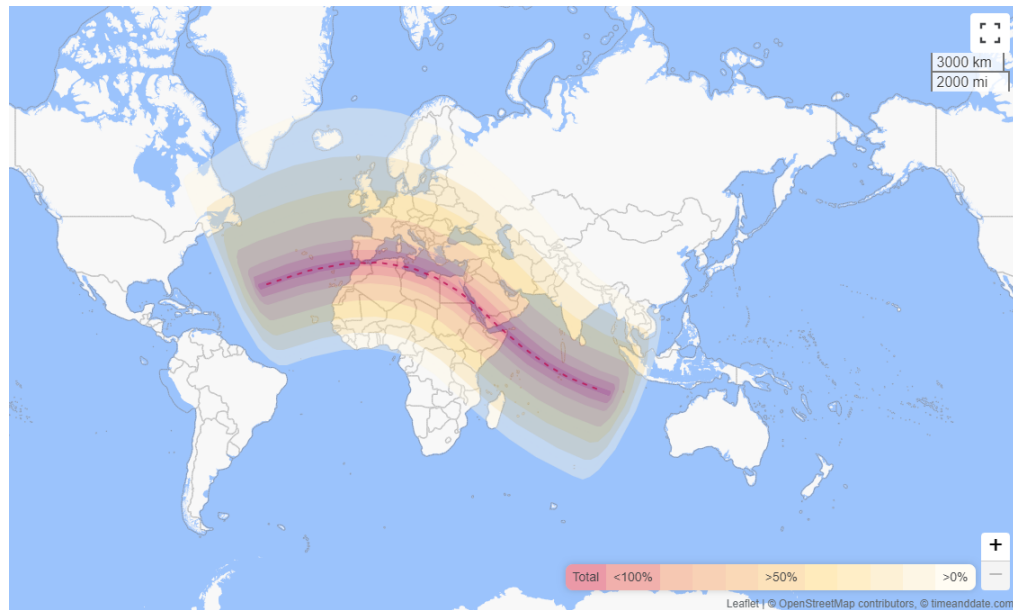 3000 km
2000 mi
+
−
Total <100% >50% >0%
Leaflet | © OpenStreetMap contributors, © timeanddate.com